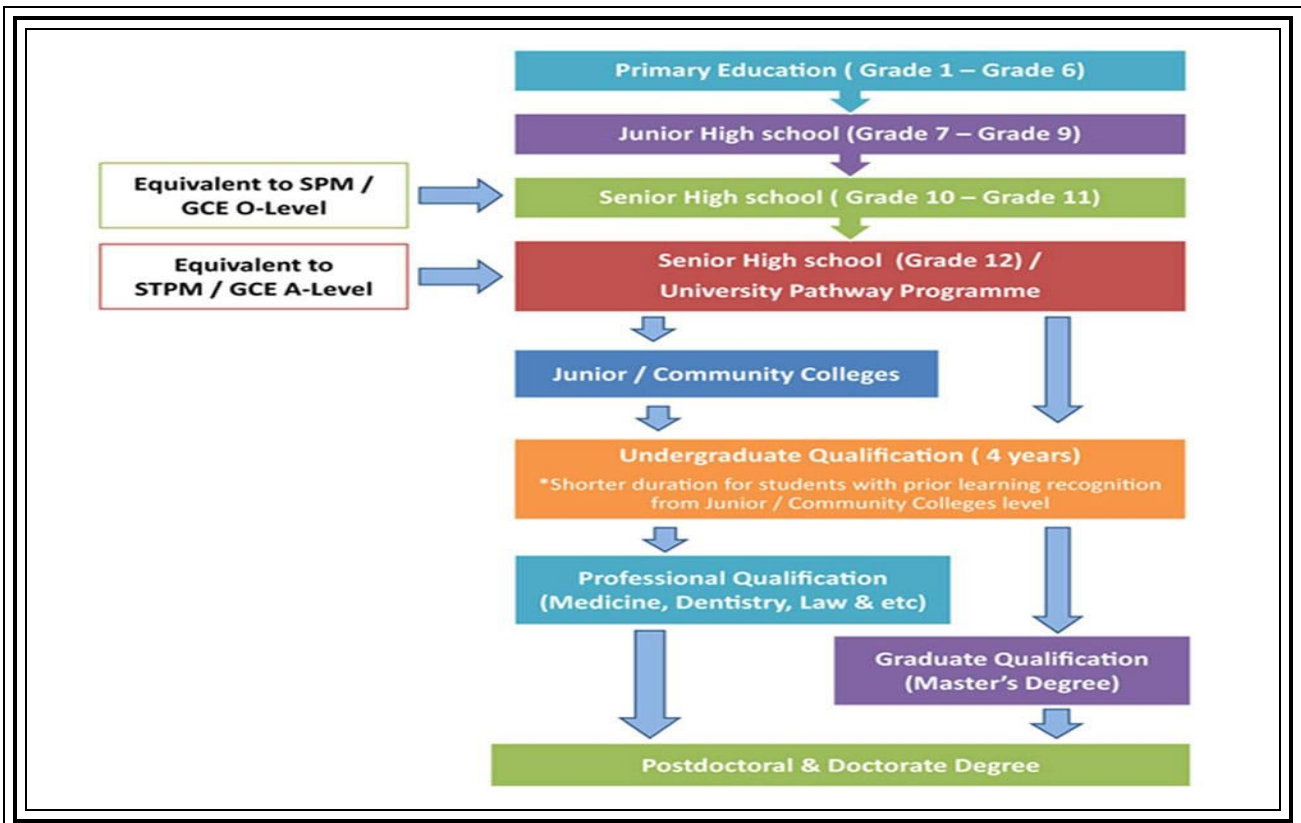 Primary Education ( Grade 1 – Grade 6)
Junior High school (Grade 7 – Grade 9)
Equivalent to SPM /
GCE O-Level
Senior High school ( Grade 10 – Grade 11)
Equivalent to
STPM / GCE A-Level
Senior High school (Grade 12) /
University Pathway Programme
Junior / Community Colleges
Undergraduate Qualification ( 4 years)
*Shorter duration for students with prior learning recognition
from Junior / Community Colleges level
Professional Qualification
(Medicine, Dentistry, Law & etc)
Graduate Qualification
(Master’s Degree)
Postdoctoral & Doctorate Degree